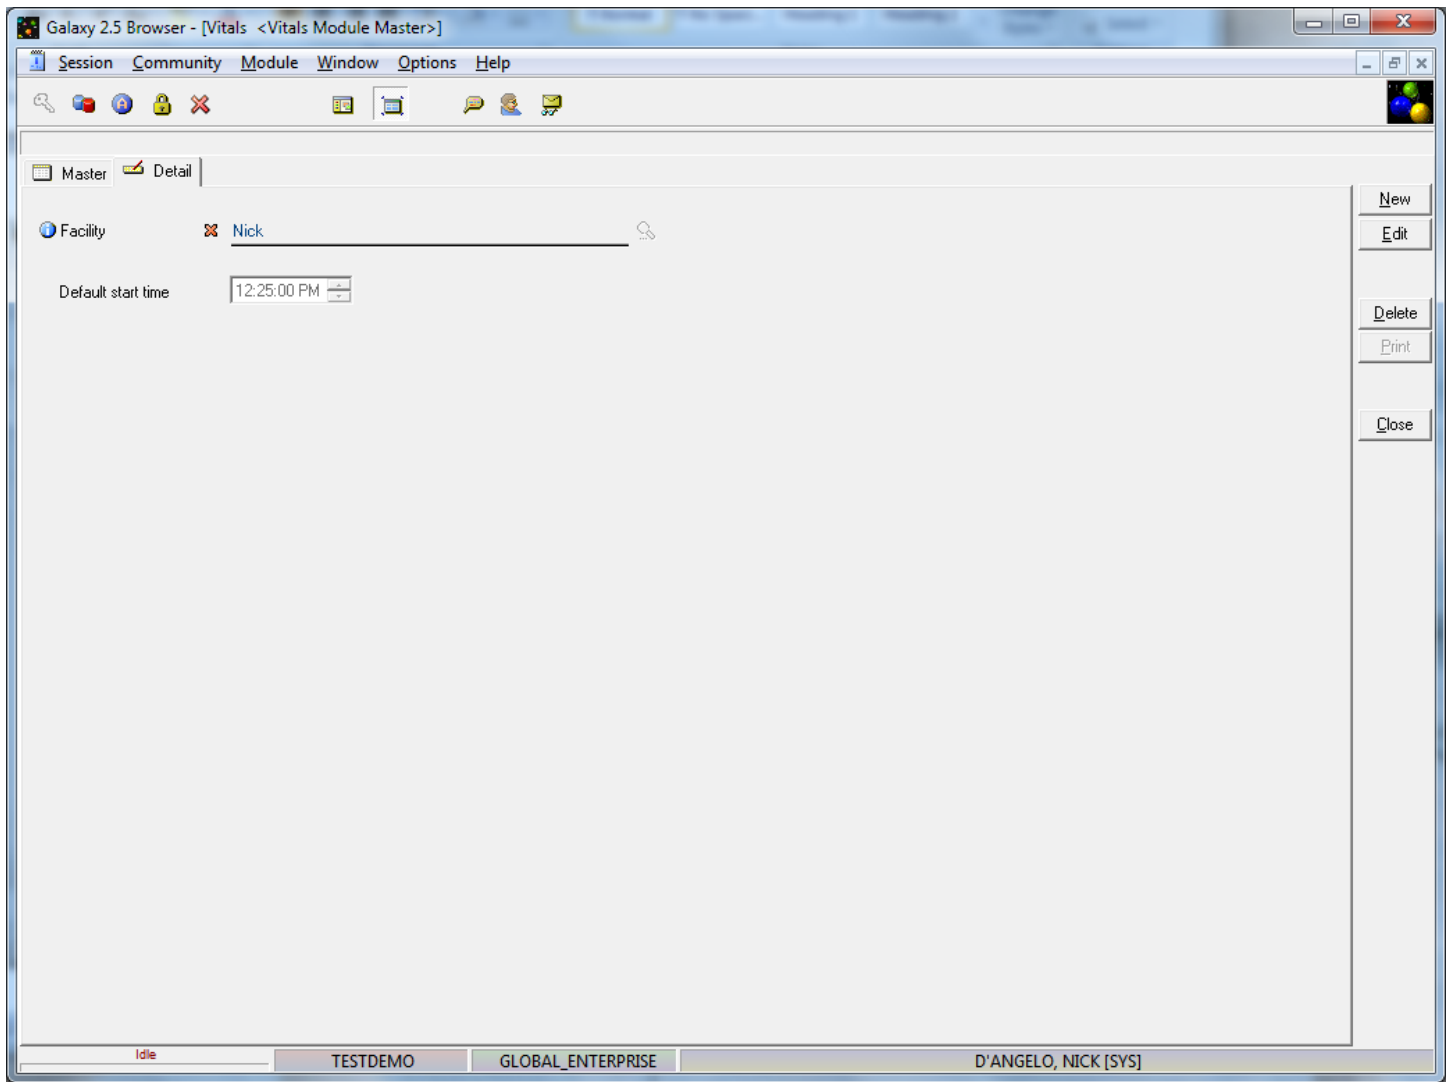 Galaxy 2.5 Browser - [Vitals <Vitals Module Master>]
Session Community Module Window Options Help
Master Detail
New
Facility Nick
Edit
Default start time 12:25:00 PM
Delete
Print
Close
Idle TESTDEMO GLOBAL_ENTERPRISE D'ANGELO, NICK [SYS]